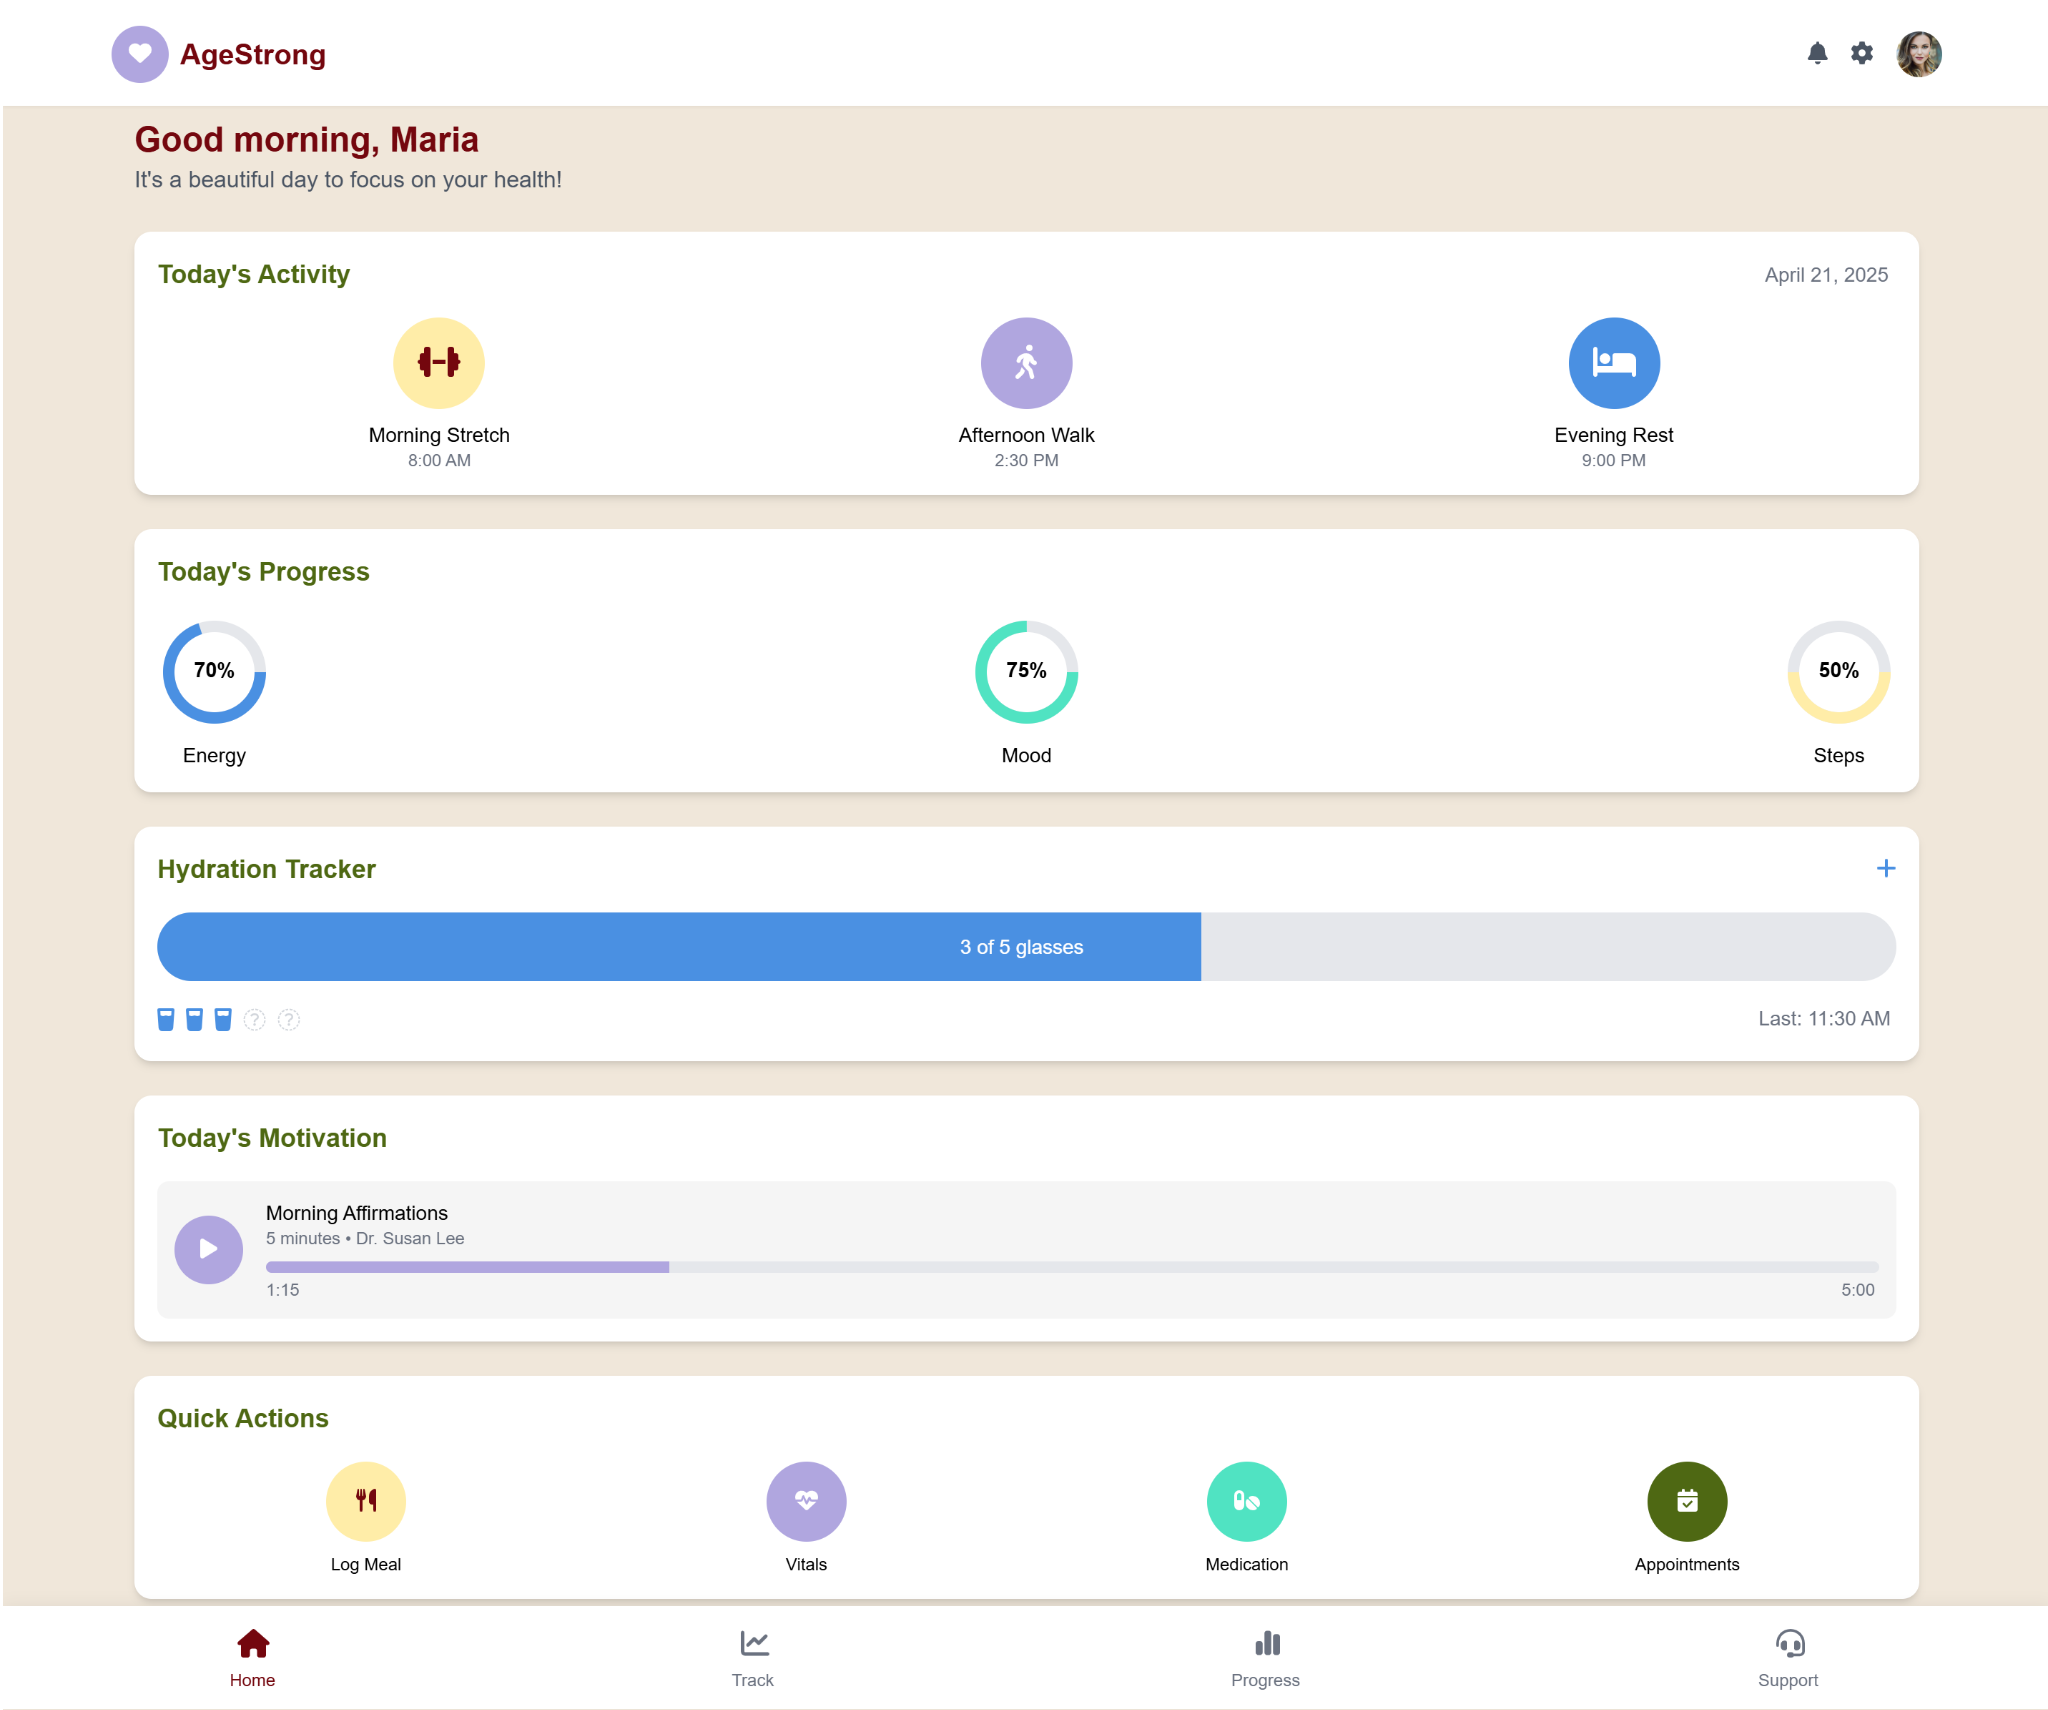 AgeStrong
Good morning, Maria
It's a beautiful day to focus on your health!
Today's Activity
April 21, 2025
Morning Stretch
8:00 AM
Afternoon Walk
2:30 PM
Evening Rest
9:00 PM
Today's Progress
70%
Energy
75%
Mood
50%
Steps
Hydration Tracker
3 of 5 glasses
? ?
Last: 11:30 AM
Today's Motivation
Morning Affirmations
5 minutes • Dr. Susan Lee
1:15
5:00
Quick Actions
Log Meal
Vitals
Medication
Appointments
Home
Track
Progress
Support